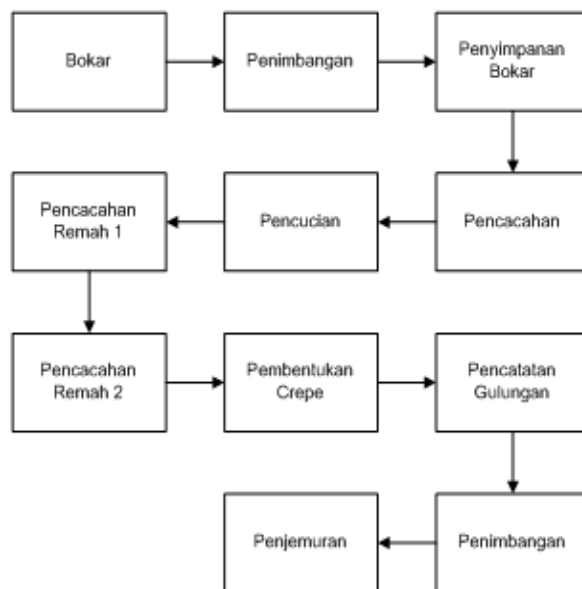 Bokar
Penimbangan
Penyimpanan
Bokar
Pencacahan
Pencucian
Pencacahan
Remah 1
Pencacahan
Remah 2
Pembentukan
Crepe
Pencatatan
Gulungan
Penimbangan
Penjemuran